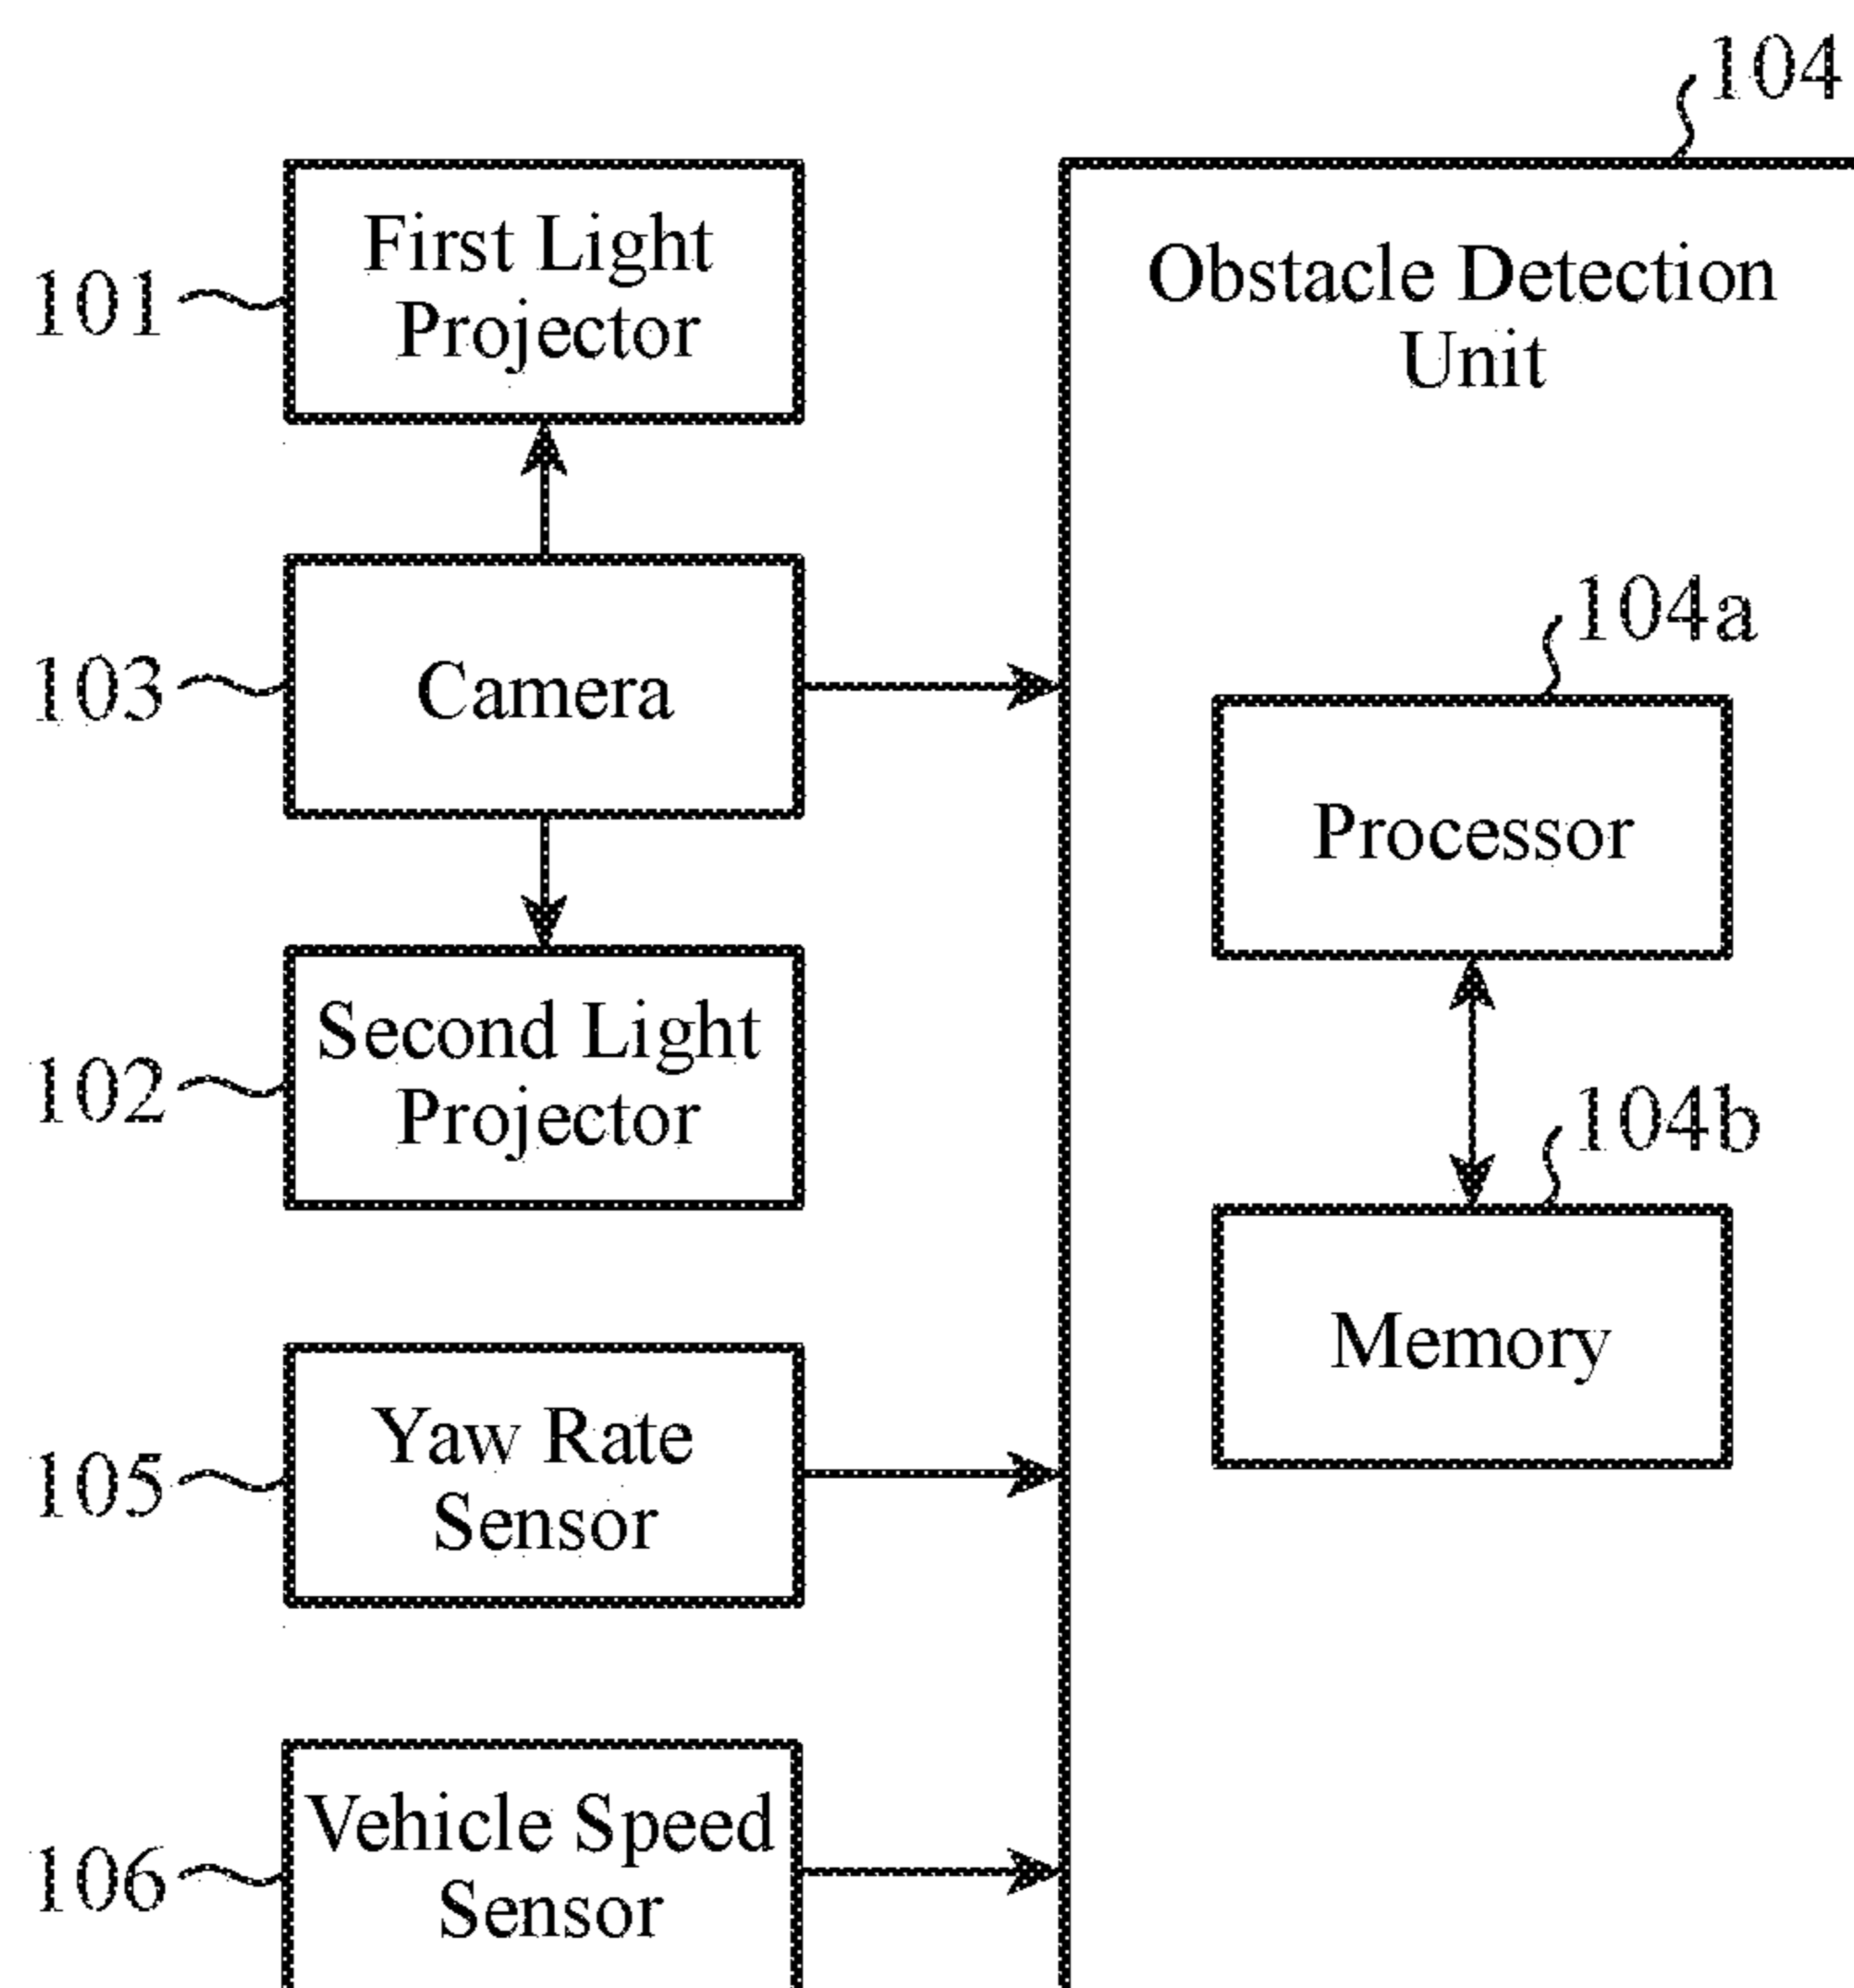 104
First Light
Projector
101
Obstacle Detection
Unit
103
Camera
104a
Processor
Second Light
Projector
102
104b
Memory
Yaw Rate
Sensor
105
Vehicle Speed
Sensor
106